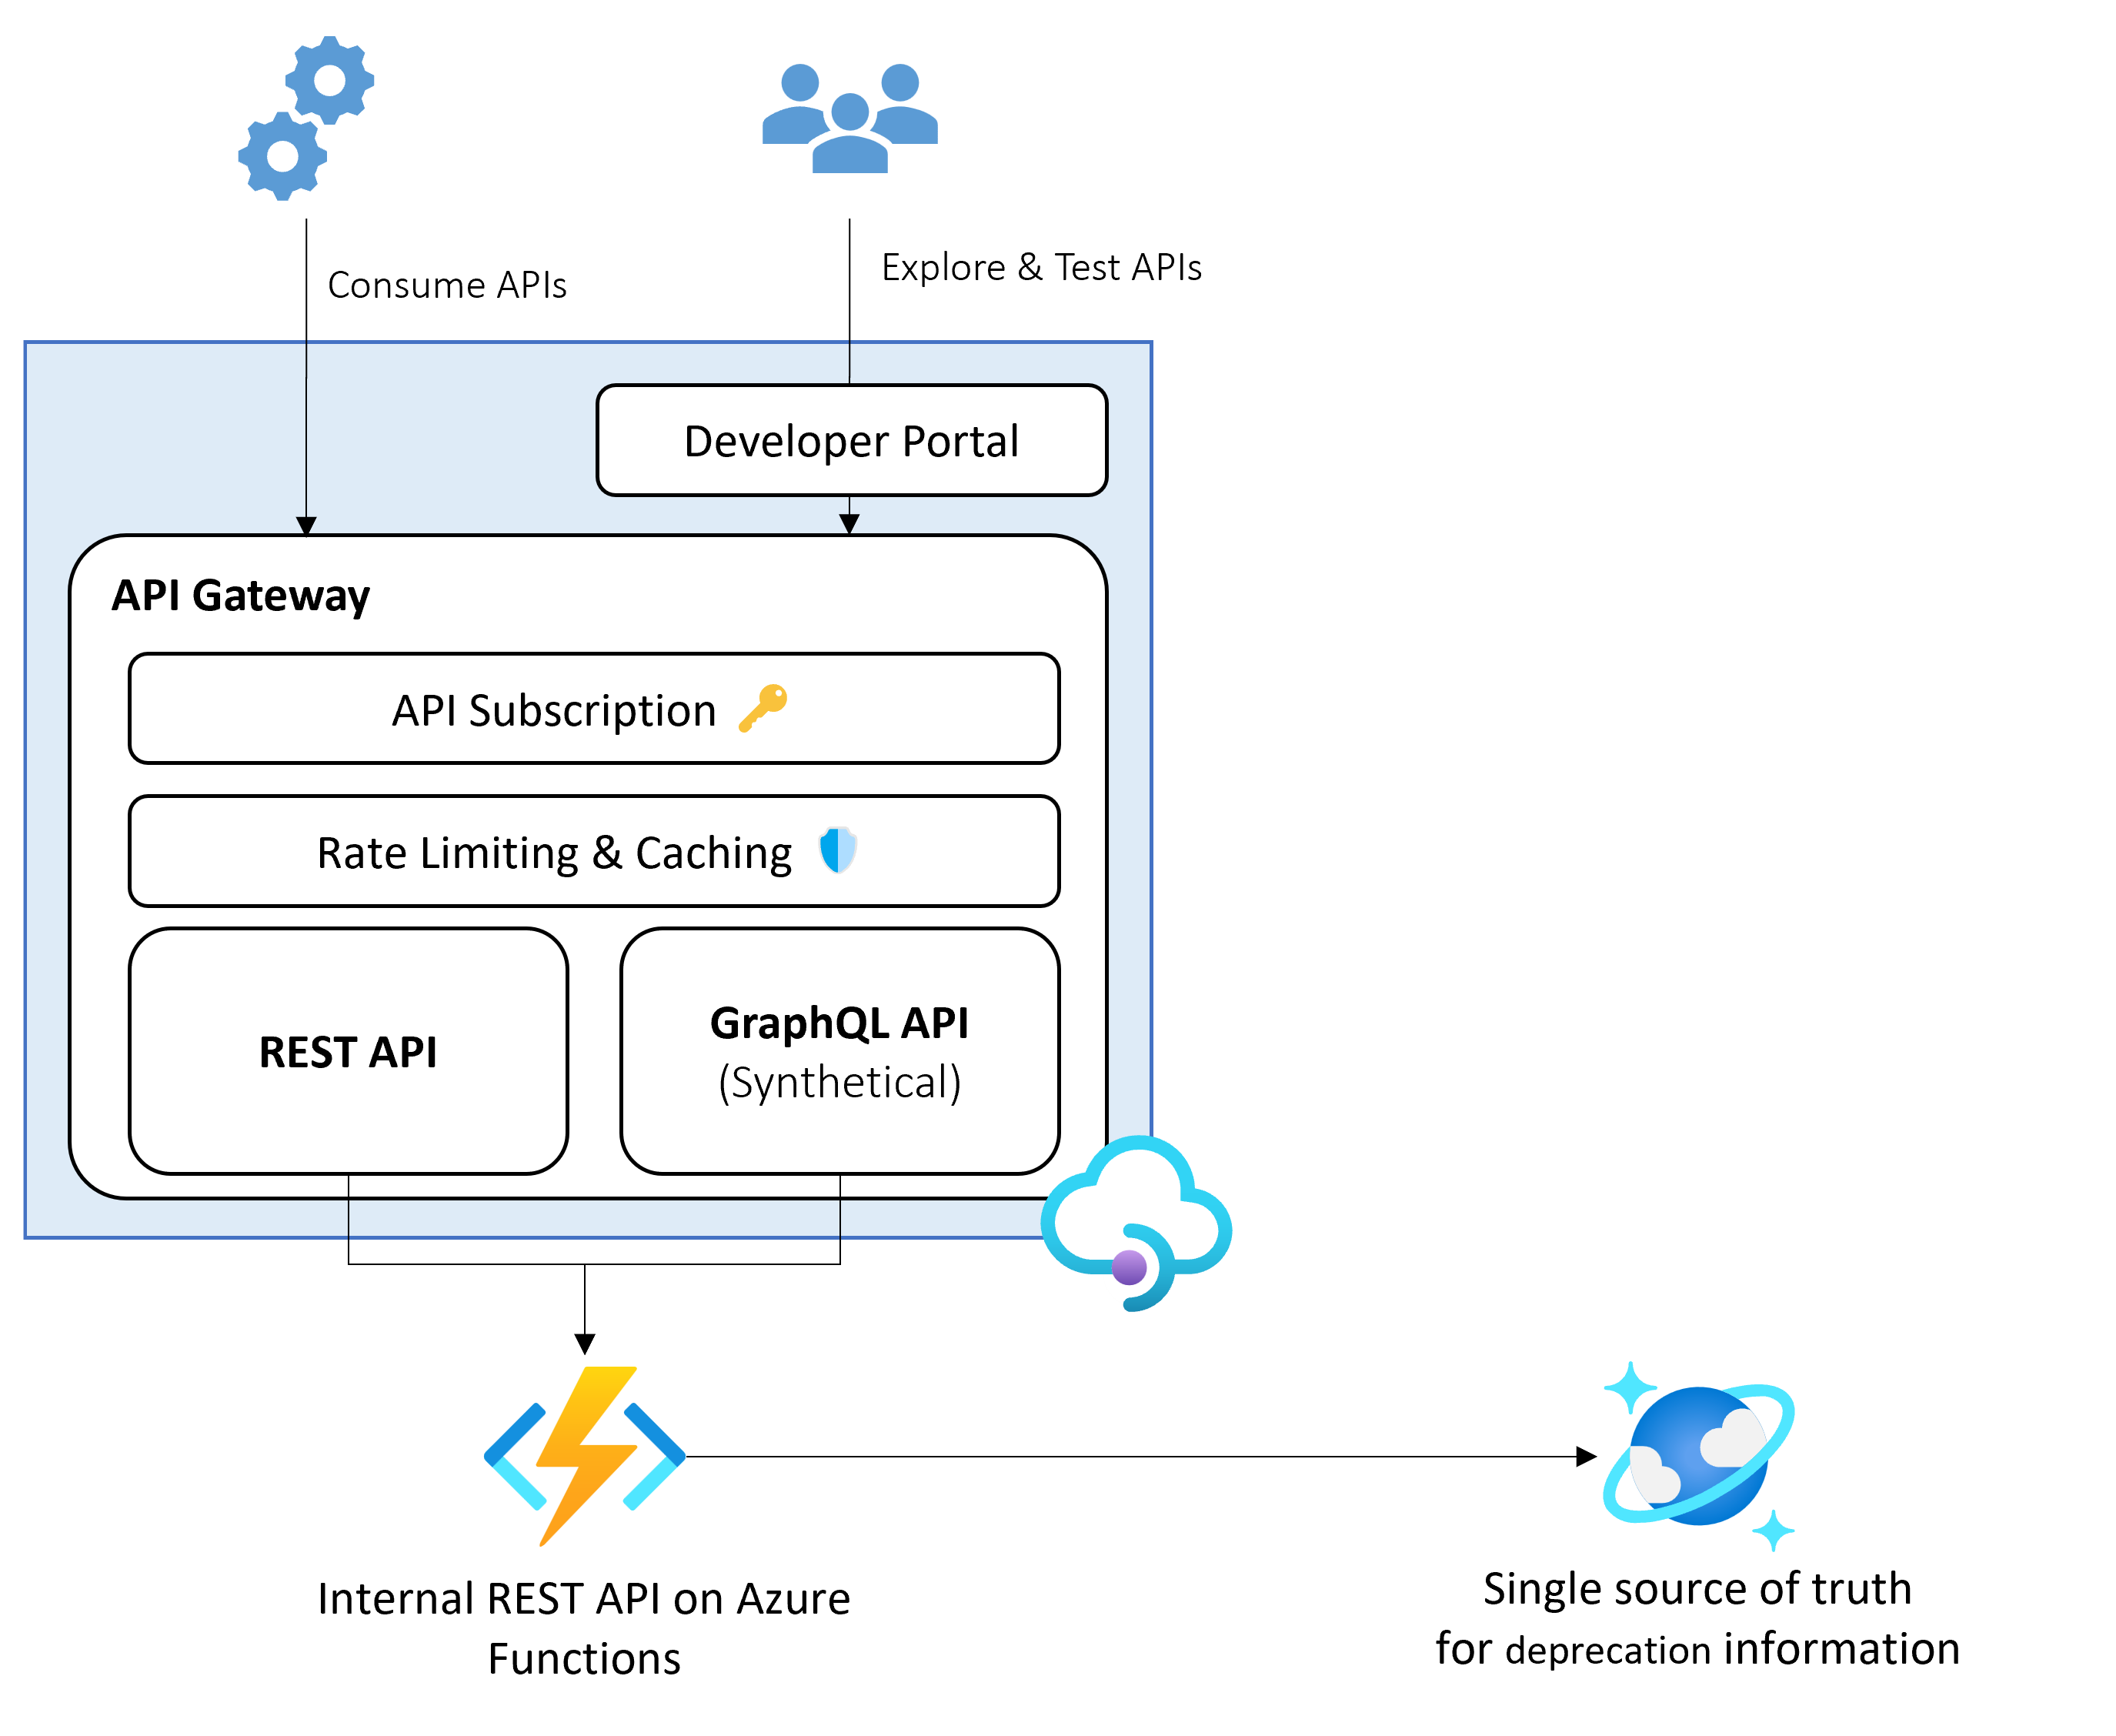 Consume APIs
Explore & Test APIs
Developer Portal
API Gateway
API Subscription
Rate Limiting & Caching
REST API
GraphQL API
(Synthetical)
Internal REST API on Azure
Functions
Single source of truth
for deprecation information